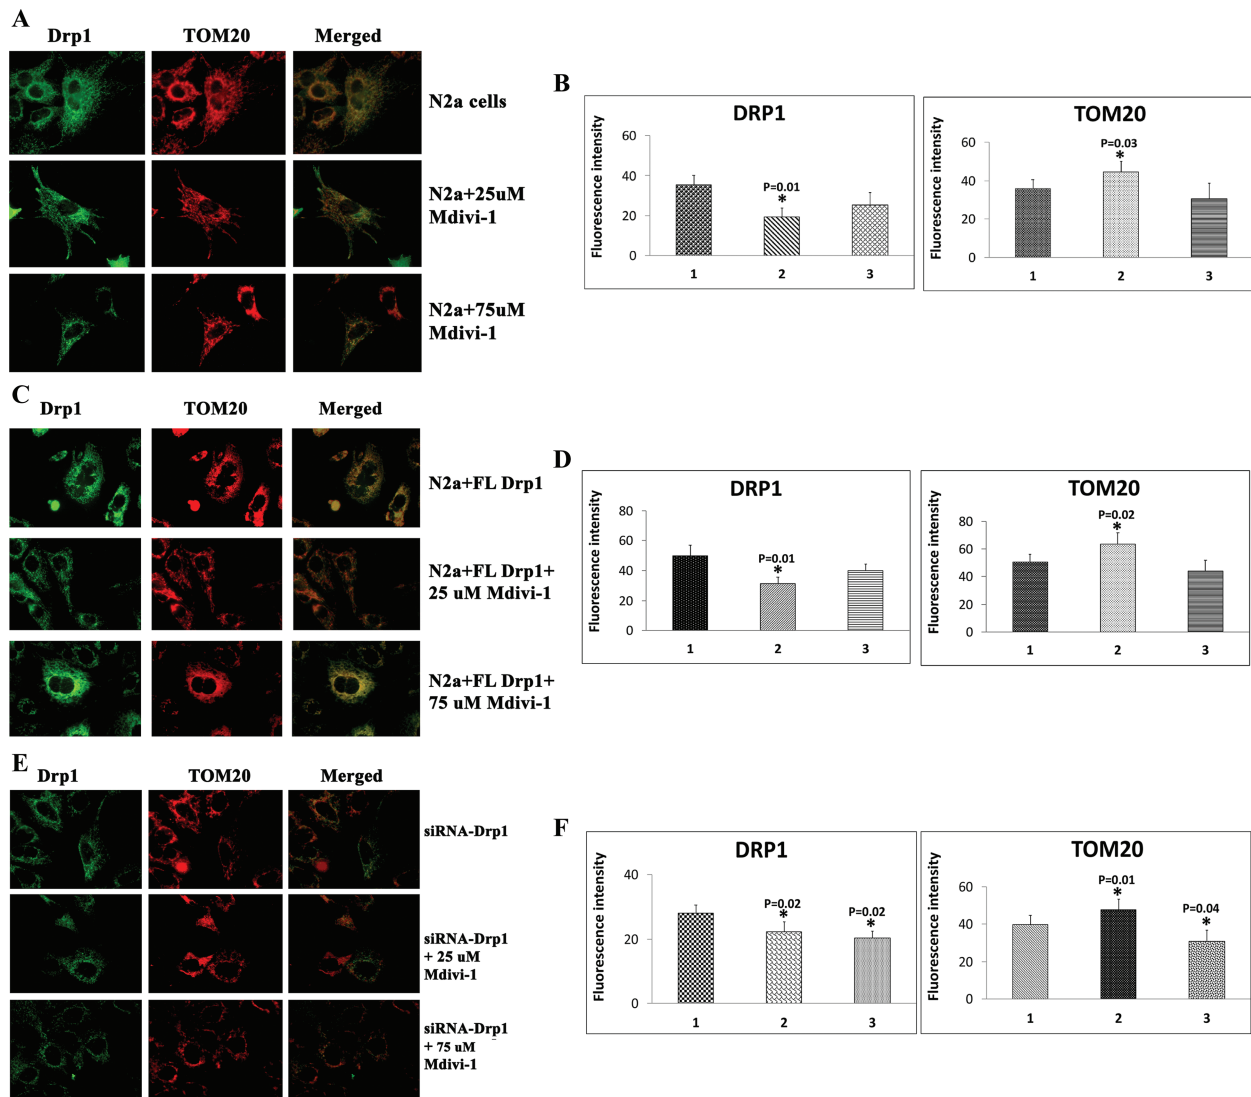 A
Drp1 TOM20 Merged
N2a cells
N2a+25uM
Mdivi-1
N2a+75uM
Mdivi-1
B
DRP1
Fluorescence intensity
60
40
20
0
P=0.01
*
1 2 3
TOM20
Fluorescence intensity
60
40
20
0
P=0.03
*
1 2 3
C
Drp1 TOM20 Merged
N2a+FL Drp1
N2a+FL Drp1+
25 uM Mdivi-1
N2a+FL Drp1+
75 uM Mdivi-1
D
DRP1
Fluorescence intensity
80
60
40
20
0
P=0.01
*
1 2 3
TOM20
Fluorescence intensity
80
60
40
20
0
P=0.02
*
1 2 3
E
Drp1 TOM20 Merged
siRNA-Drp1
siRNA-Drp1
+ 25 uM
Mdivi-1
siRNA-Drp1
+ 75 uM
Mdivi-1
F
DRP1
Fluorescence intensity
40
20
0
P=0.02
*
P=0.02
*
1 2 3
TOM20
Fluorescence intensity
60
40
20
0
P=0.01
*
P=0.04
*
1 2 3